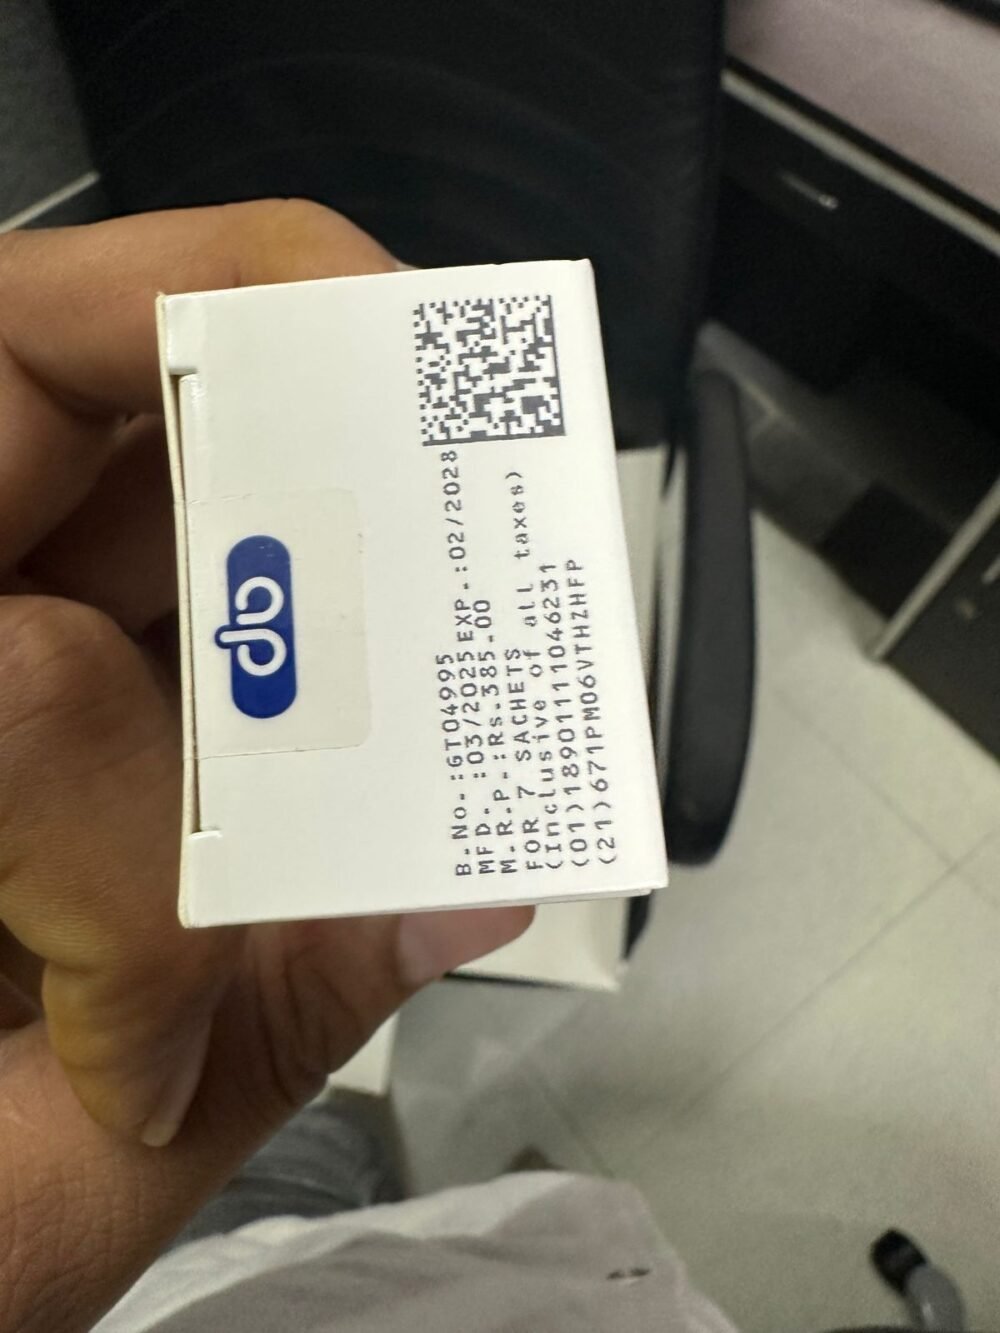 B.No.:GT04995
MFD.:03/2025 EXP.:02/2028
M.R.P.:Rs.385.00
FOR 7 SACHETS
(Inclusive of all taxes)
(01)18901111046231
(21)671PM06VTHZHFP